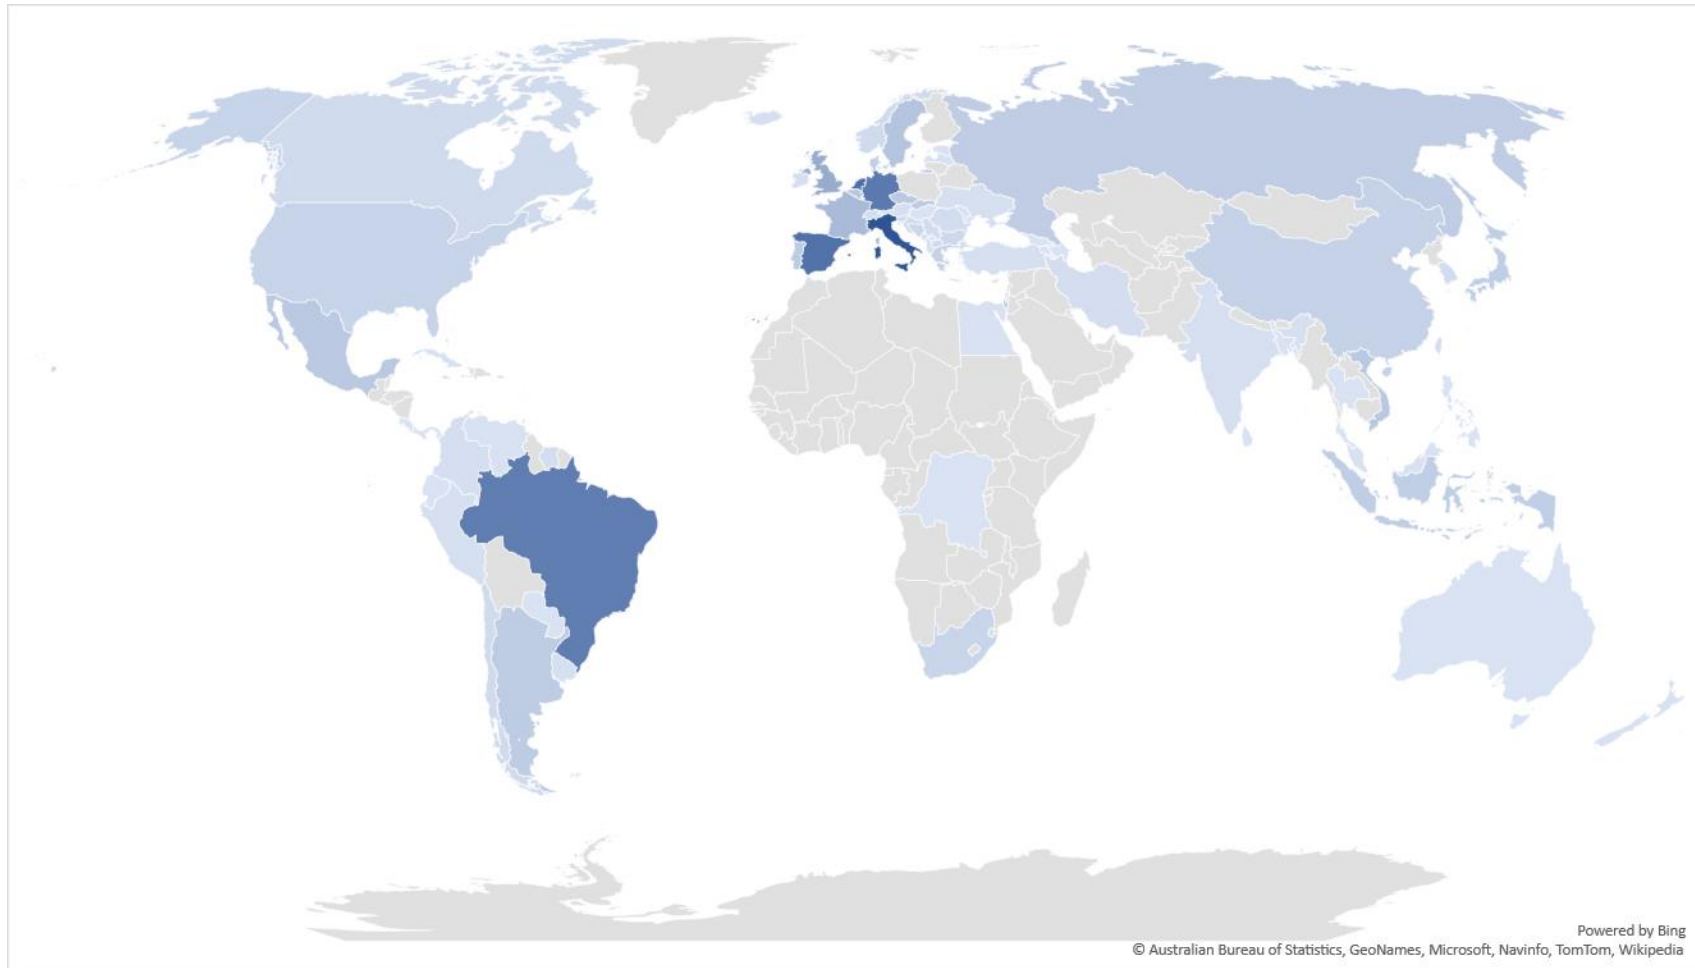 Powered by Bing
© Australian Bureau of Statistics, GeoNames, Microsoft, Navinfo, TomTom, Wikipedia